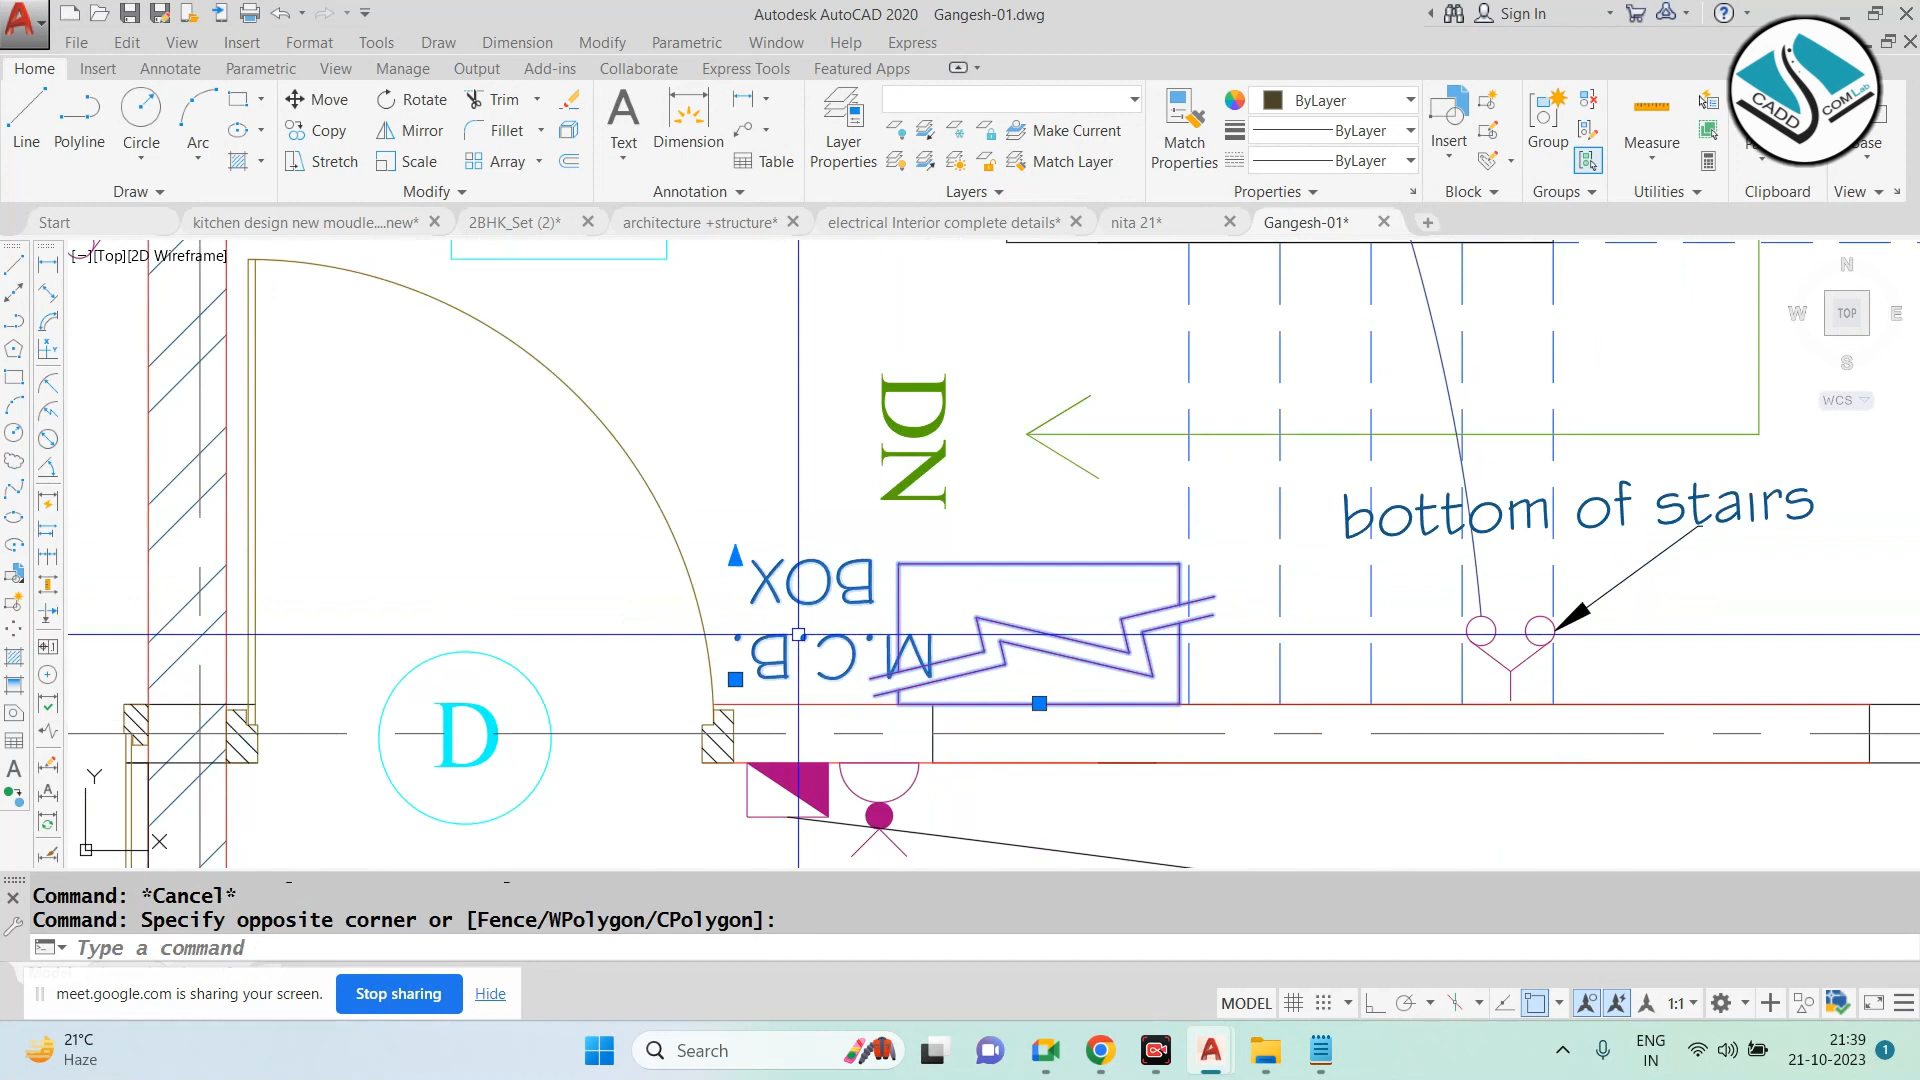 Autodesk AutoCAD 2020 Gangesh-01.dwg
Sign In
File Edit View Insert Format Tools Draw Dimension Modify Parametric Window Help Express
Home Insert Annotate Parametric View Manage Output Add-ins Collaborate Express Tools Featured Apps
Line Polyline Circle Arc
Move Rotate Trim
Copy Mirror Fillet
Stretch Scale Array
Text Dimension Table
Layer Properties
Make Current
Match Layer
Match Properties
ByLayer
ByLayer
ByLayer
Insert
Group
Measure
Draw Modify Annotation Layers Properties Block Groups Utilities Clipboard View
CADD COM Lab
Start kitchen design new moudle....new* 2BHK_Set (2)* architecture +structure* electrical Interior complete details* nita 21* Gangesh-01*
[−][Top][2D Wireframe]
N
W TOP E
S
WCS
DN
bottom of stairs
M.C.B.
BOX
D
Y
X
Command: *Cancel*
Command: Specify opposite corner or [Fence/WPolygon/CPolygon]:
Type a command
meet.google.com is sharing your screen. Stop sharing Hide
MODEL 1:1
21°C
Haze
Search
ENG
IN
21:39
21-10-2023
1